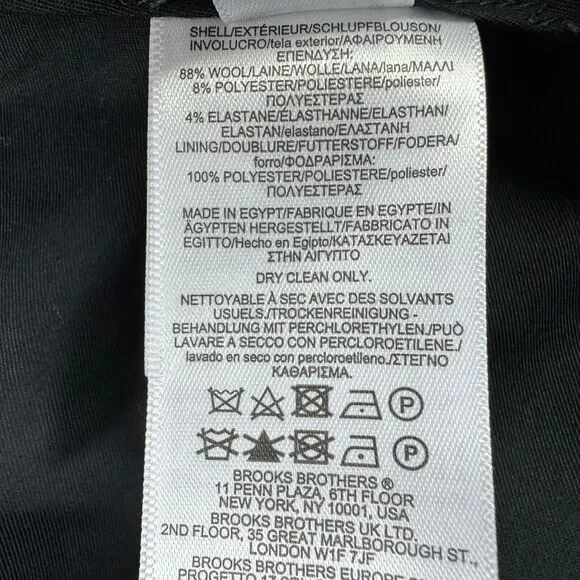 SHELL/EXTÉRIEUR/SCHLUPFBLOUSON/
INVOLUCRO/tela exterior/ΑΦΑΙΡΟΥΜΕΝΗ
ΕΠΕΝΔΥΣΗ:
88% WOOL/LAINE/WOLLE/LANA/lana/ΜΑΛΛΙ
8% POLYESTER/POLIESTERE/poliester/
ΠΟΛΥΕΣΤΕΡΑΣ
4% ELASTANE/ÉLASTHANNE/ELASTHAN/
ELASTAN/elastano/ΕΛΑΣΤΑΝΗ
LINING/DOUBLURE/FUTTERSTOFF/FODERA/
forro/ΦΟΔΡΑΡΙΣΜΑ:
100% POLYESTER/POLIESTERE/poliester/
ΠΟΛΥΕΣΤΕΡΑΣ
MADE IN EGYPT/FABRIQUE EN EGYPTE/IN
ÄGYPTEN HERGESTELLT/FABBRICATO IN
EGITTO/Hecho en Egipto/ΚΑΤΑΣΚΕΥΑΖΕΤΑΙ
ΣΤΗΝ ΑΙΓΥΠΤΟ
DRY CLEAN ONLY.
NETTOYABLE À SEC AVEC DES SOLVANTS
USUELS./TROCKENREINIGUNG -
BEHANDLUNG MIT PERCHLORETHYLEN./PUÒ
LAVARE A SECCO CON PERCLOROETILENE./
lavado en seco con percloroetileno./ΣΤΕΓΝΟ
ΚΑΘΑΡΙΣΜΑ.
P
P
BROOKS BROTHERS ®
11 PENN PLAZA, 6TH FLOOR
NEW YORK, NY 10001, USA
BROOKS BROTHERS UK LTD.
2ND FLOOR, 35 GREAT MARLBOROUGH ST.,
LONDON W1F 7JF
BROOKS BROTHERS EUROPE